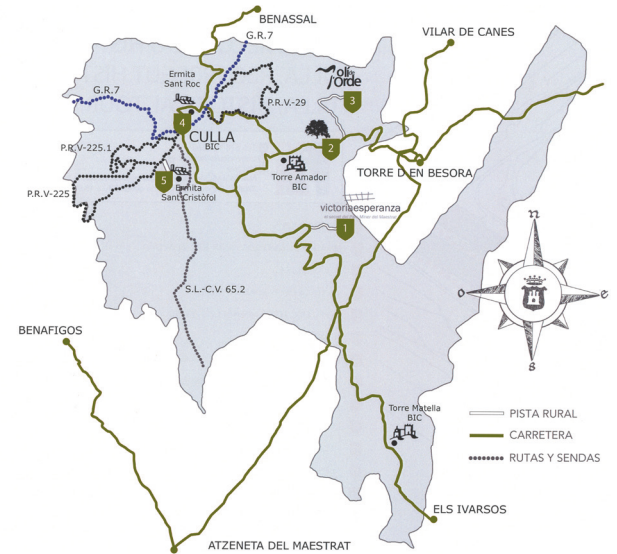 BENASSAL
G.R.7
VILAR DE CANES
Ermita
Sant Roc
Molí
l'Orde
G.R.7
P.R.V.-29
3
4
CULLA
BIC
2
P.R.V-225.1
Torre Amador
BIC
TORRE D EN BESORA
5
Ermita
Sant Cristòfol
P.R.V-225
victoriaesperanza
1
n
o
e
s
S.L.-C.V. 65.2
BENAFIGOS
Torre Matella
BIC
PISTA RURAL
CARRETERA
RUTAS Y SENDAS
ELS IVARSOS
ATZENETA DEL MAESTRAT